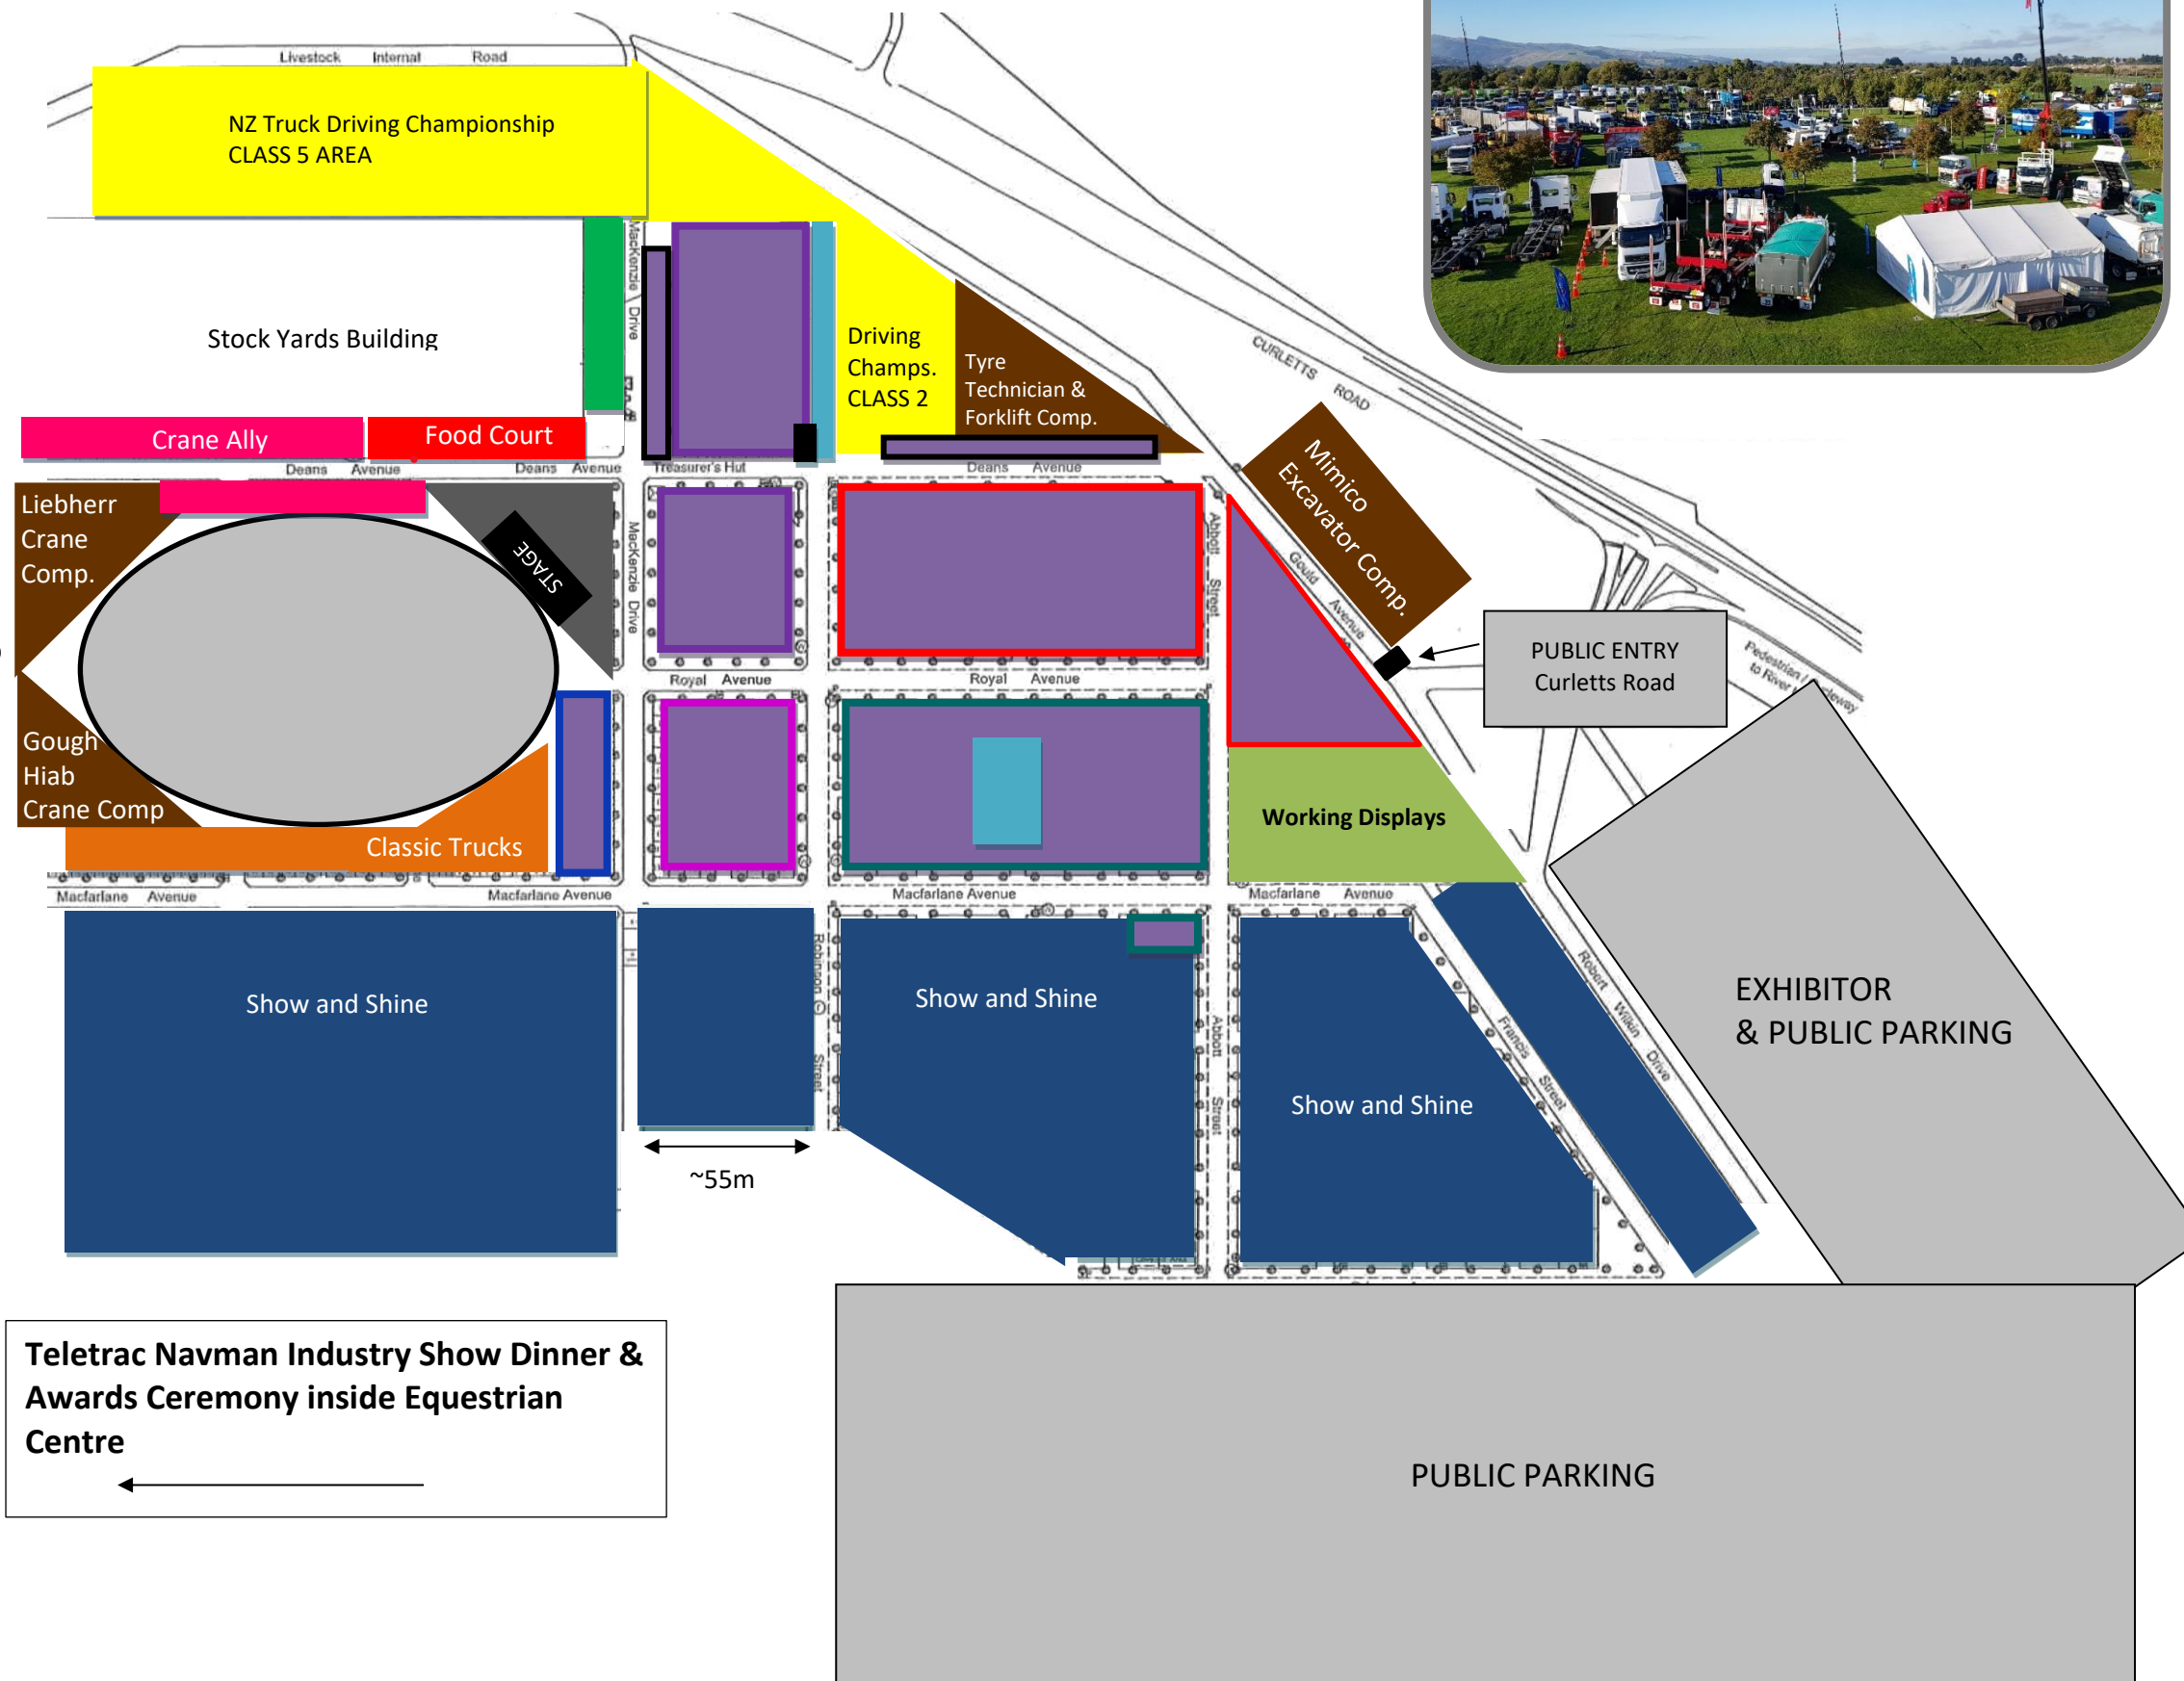 Livestock Internal Road
NZ Truck Driving Championship
CLASS 5 AREA
MacKenzie Drive
Stock Yards Building
Driving
Champs.
CLASS 2
Tyre
Technician &
Forklift Comp.
CURLETTS ROAD
Crane Ally
Food Court
Deans Avenue
Deans Avenue
Treasurer's Hut
Deans Avenue
Mimico
Excavator Comp.
Liebherr
Crane
Comp.
STAGE
MacKenzie Drive
Abbott Street
Gould Avenue
PUBLIC ENTRY
Curletts Road
Pedestrian /
to River
Royal Avenue
Royal Avenue
Gough
Hiab
Crane Comp
Classic Trucks
Working Displays
Macfarlane Avenue
Macfarlane Avenue
Macfarlane Avenue
Macfarlane Avenue
Show and Shine
Robinson Street
Show and Shine
Abbott Street
Show and Shine
Francis Street
Robert Wilkin Drive
EXHIBITOR
& PUBLIC PARKING
~55m
Teletrac Navman Industry Show Dinner &
Awards Ceremony inside Equestrian
Centre
PUBLIC PARKING